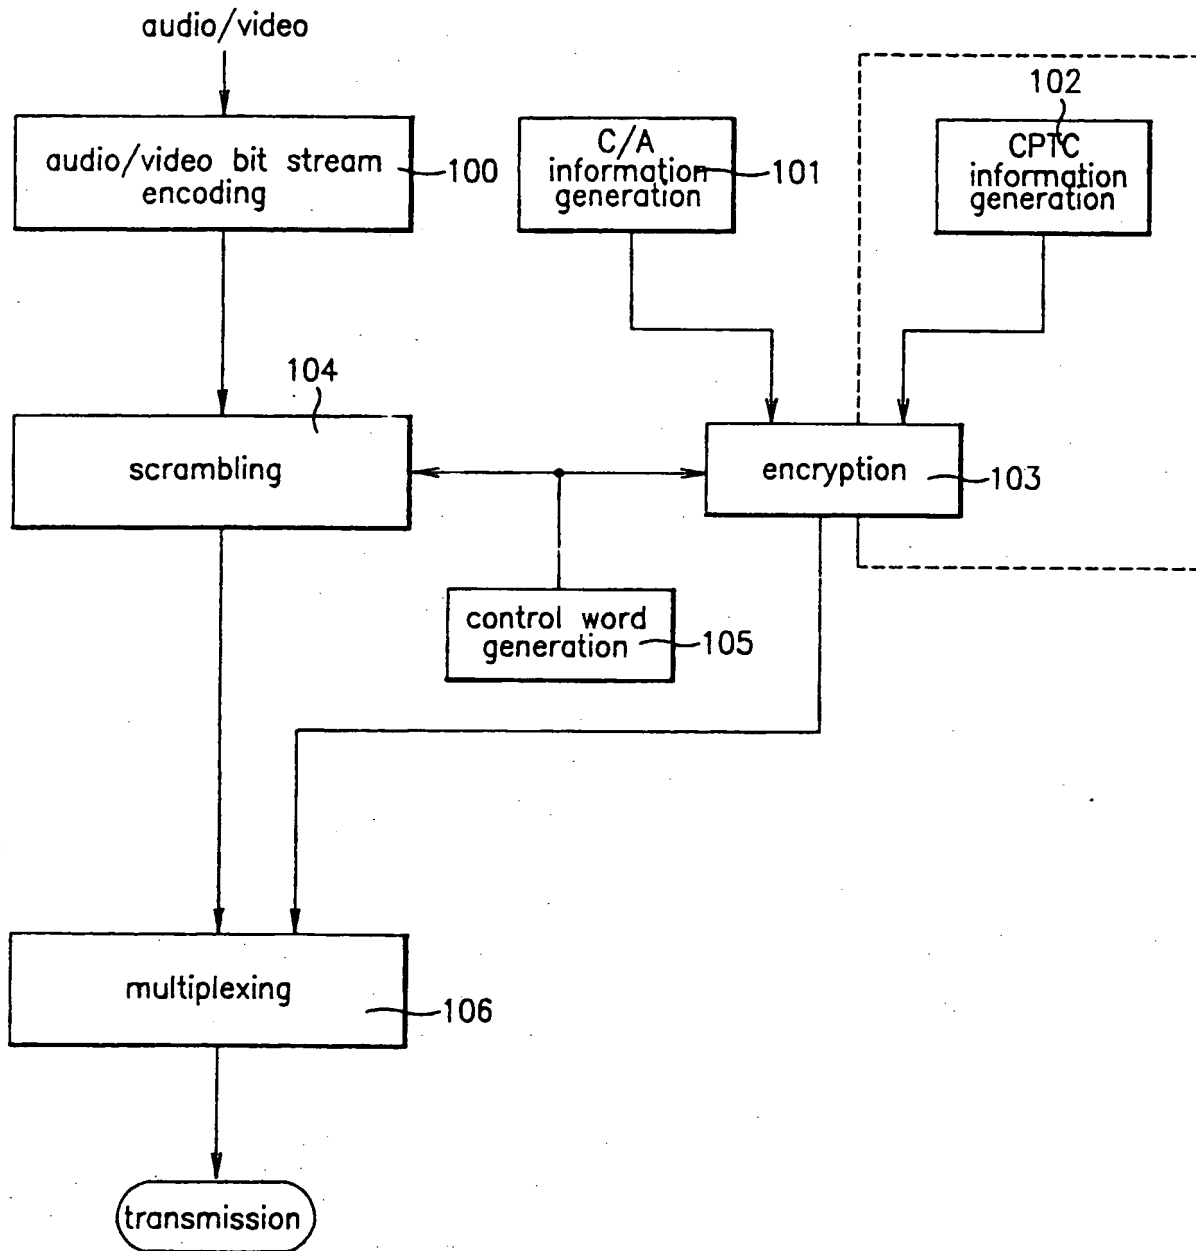 audio/video
audio/video bit stream
encoding
100
C/A
information
generation
101
102
CPTC
information
generation
104
scrambling
encryption
103
control word
generation
105
multiplexing
106
transmission